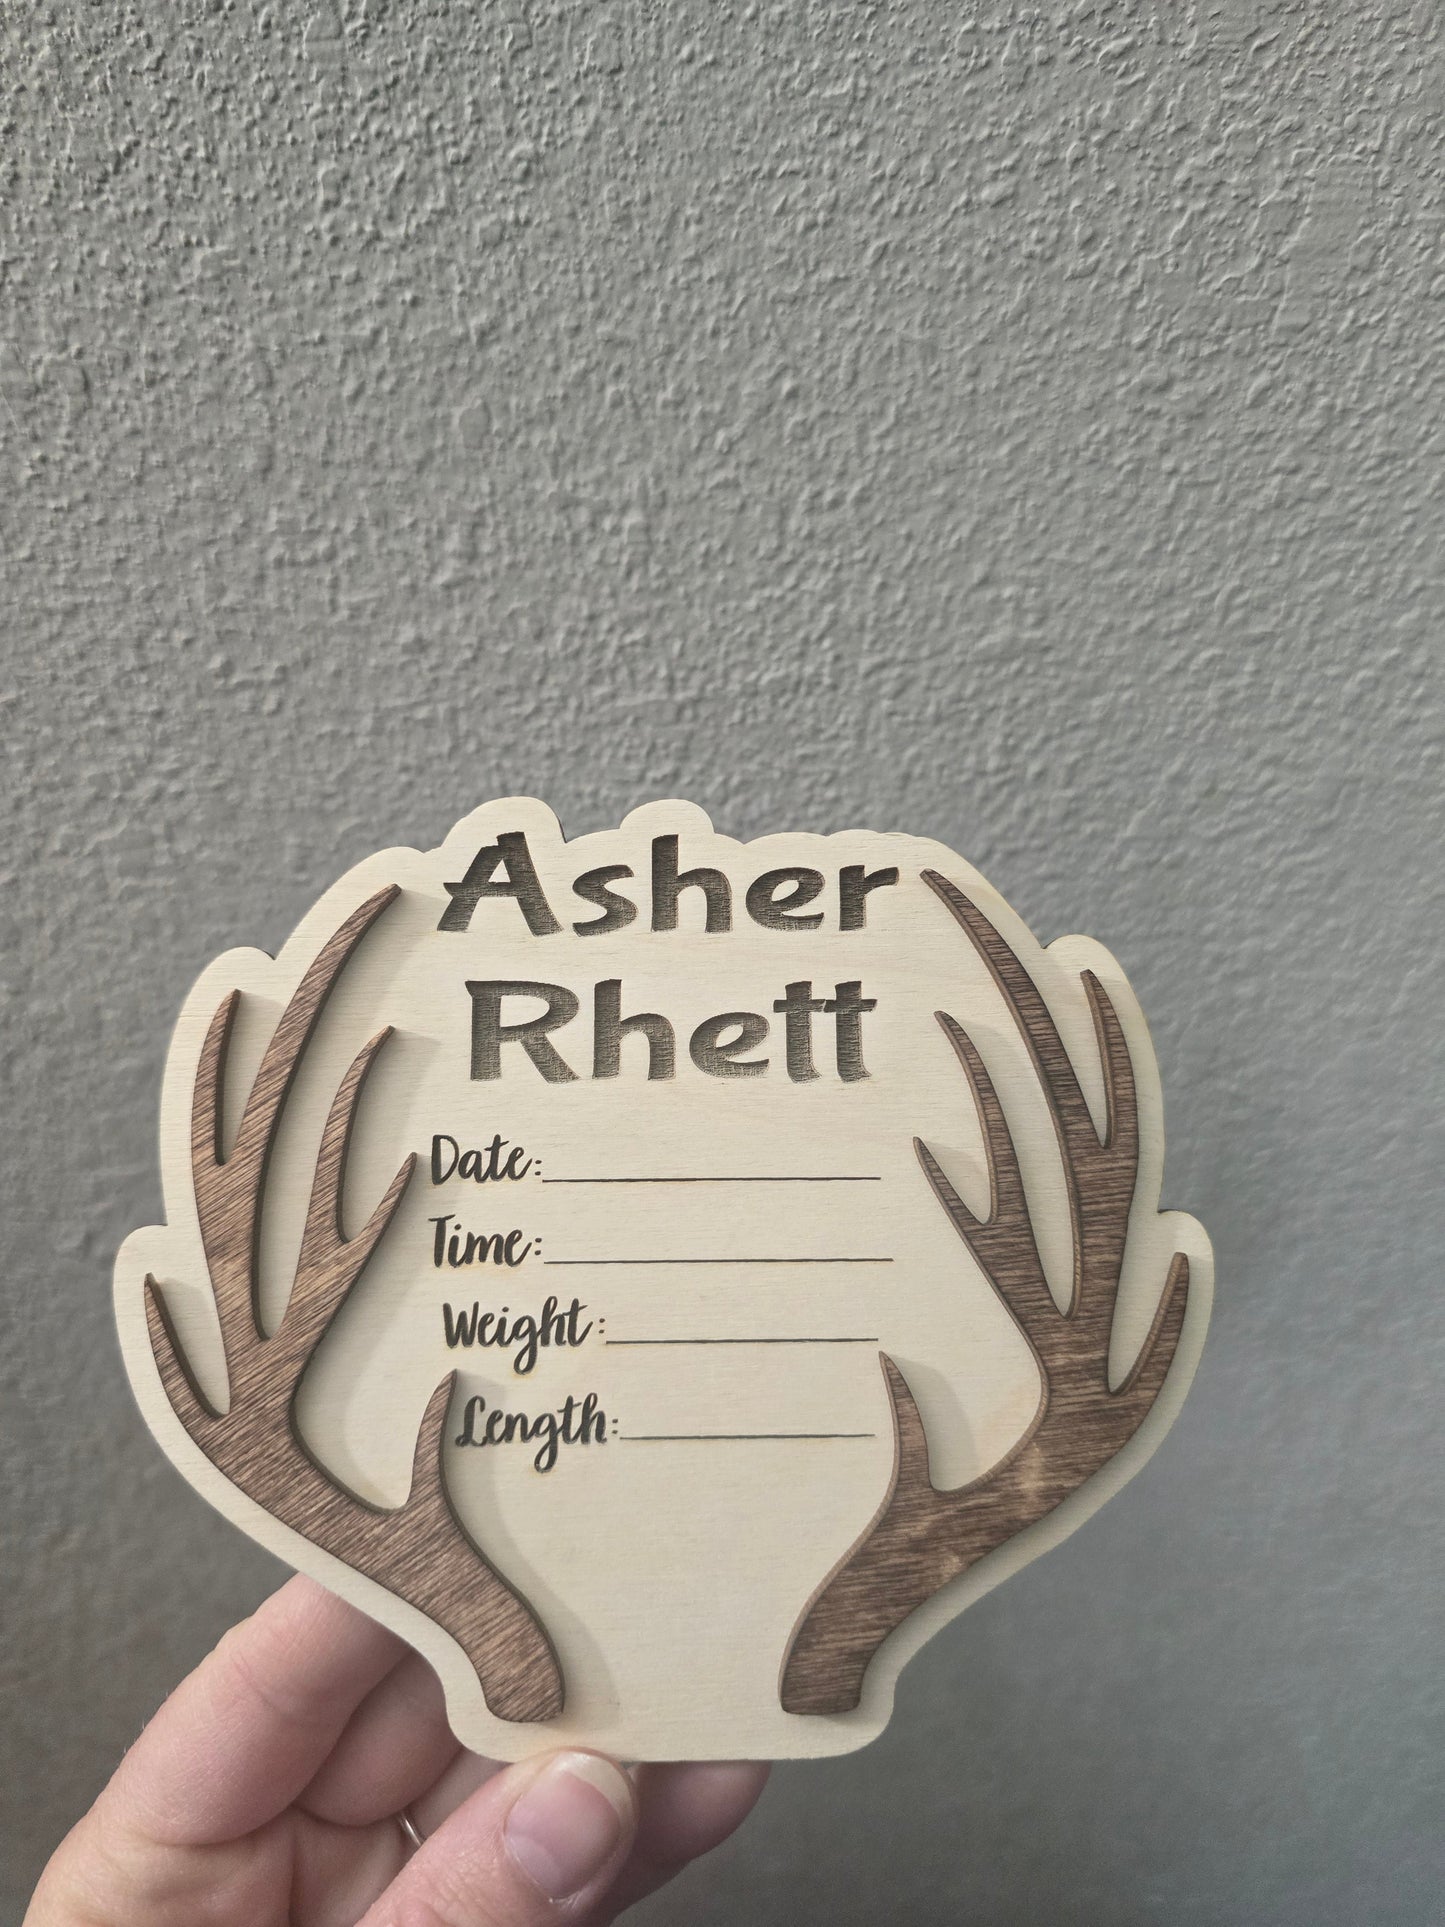 Asher
Rhett
Date:
Time:
Weight:
Length: